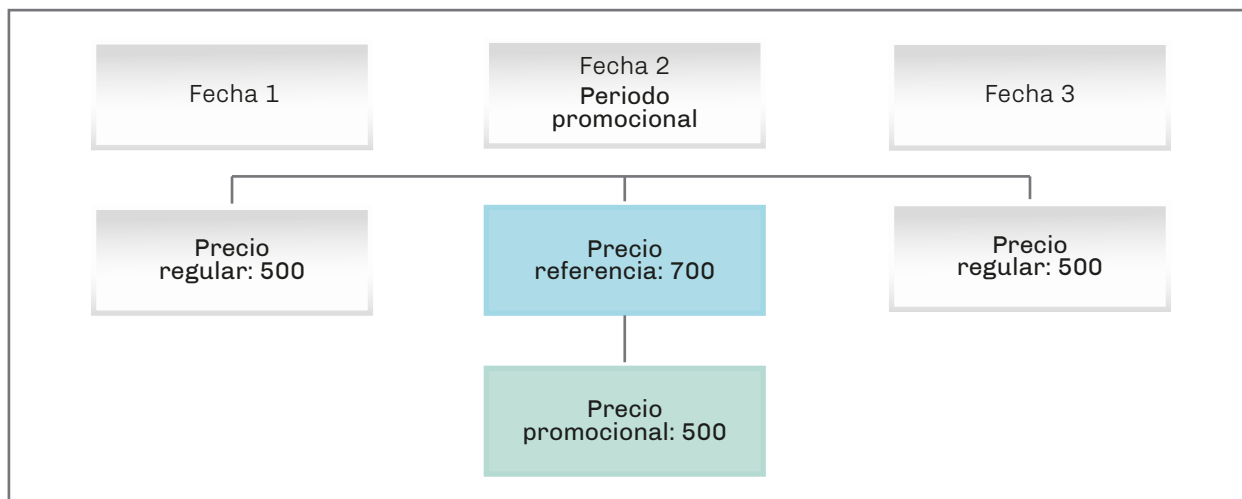 Fecha 1
Fecha 2
Periodo
promocional
Fecha 3
Precio
regular: 500
Precio
referencia: 700
Precio
regular: 500
Precio
promocional: 500